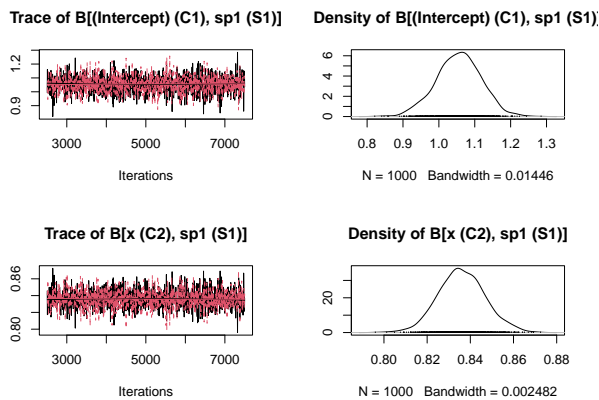 Trace of B[(Intercept) (C1), sp1 (S1)]
0.9 1.2
3000 5000 7000
Iterations
Density of B[(Intercept) (C1), sp1 (S1)]
0 1 2 3 4 5 6
0.8 0.9 1.0 1.1 1.2 1.3
N = 1000 Bandwidth = 0.01446
Trace of B[x (C2), sp1 (S1)]
0.80 0.86
3000 5000 7000
Iterations
Density of B[x (C2), sp1 (S1)]
0 20
0.80 0.82 0.84 0.86 0.88
N = 1000 Bandwidth = 0.002482